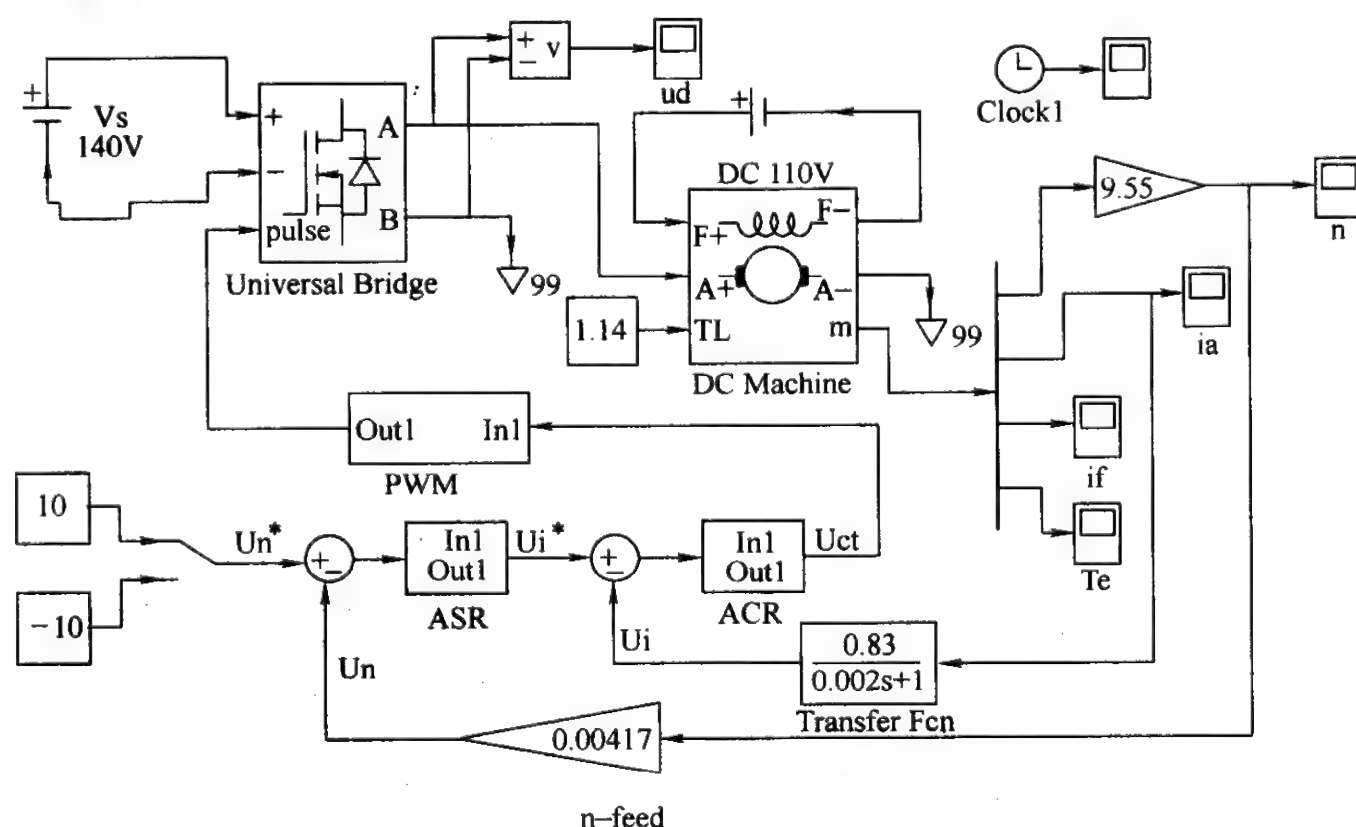 +
Vs
140V
+
−
pulse
A
B
Universal Bridge
+
−
v
ud
99
+
DC 110V
F+
F−
A+
A−
TL
m
DC Machine
1.14
99
Clock1
9.55
n
ia
if
Te
Out1
In1
PWM
10
−10
Un*
+
−
In1
Out1
ASR
Ui*
+
−
In1
Out1
ACR
Uct
Ui
Un
0.83
0.002s+1
Transfer Fcn
0.00417
n−feed